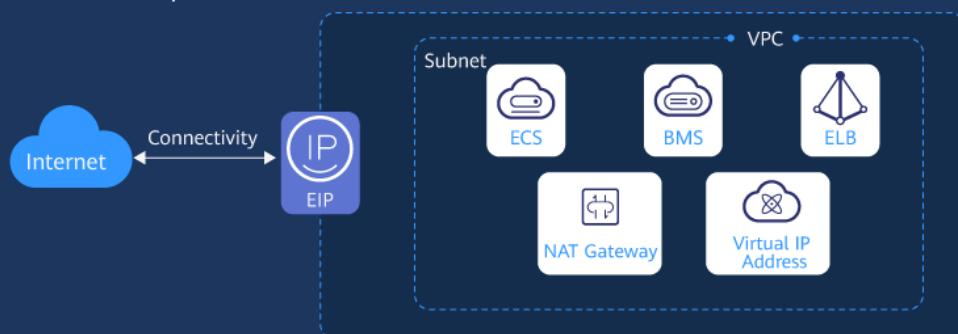 VPC
Subnet
ECS
BMS
ELB
Connectivity
Internet
IP
EIP
NAT Gateway
Virtual IP
Address